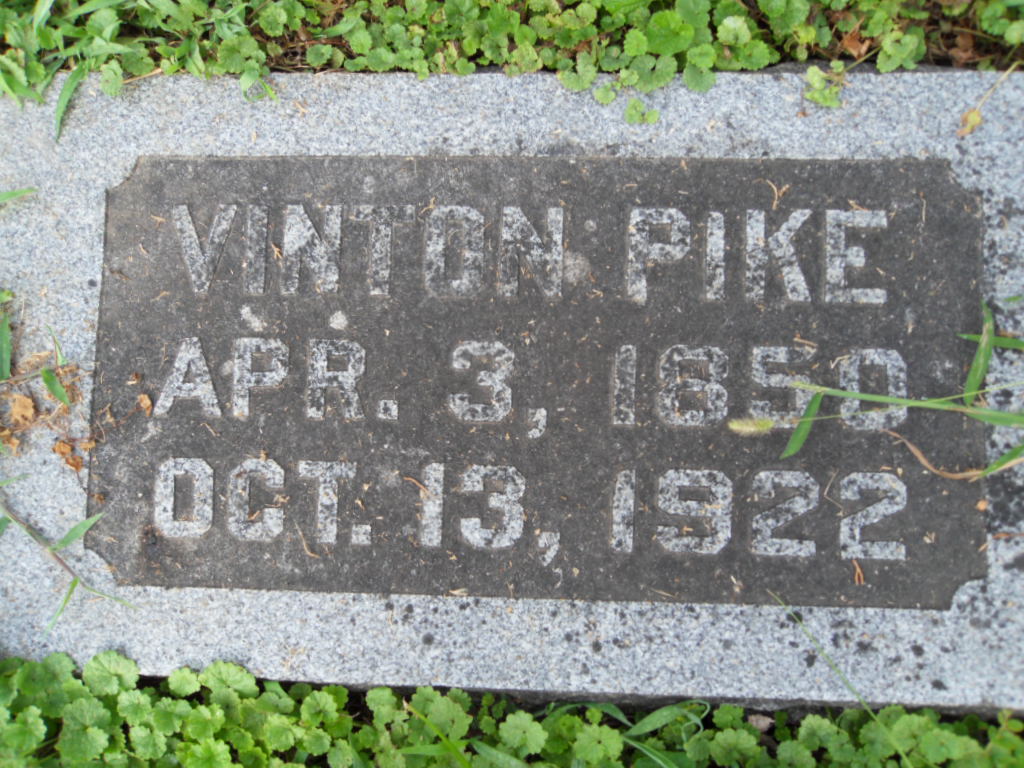 VINTON PIKE
APR. 3, 1850
OCT. 13, 1922